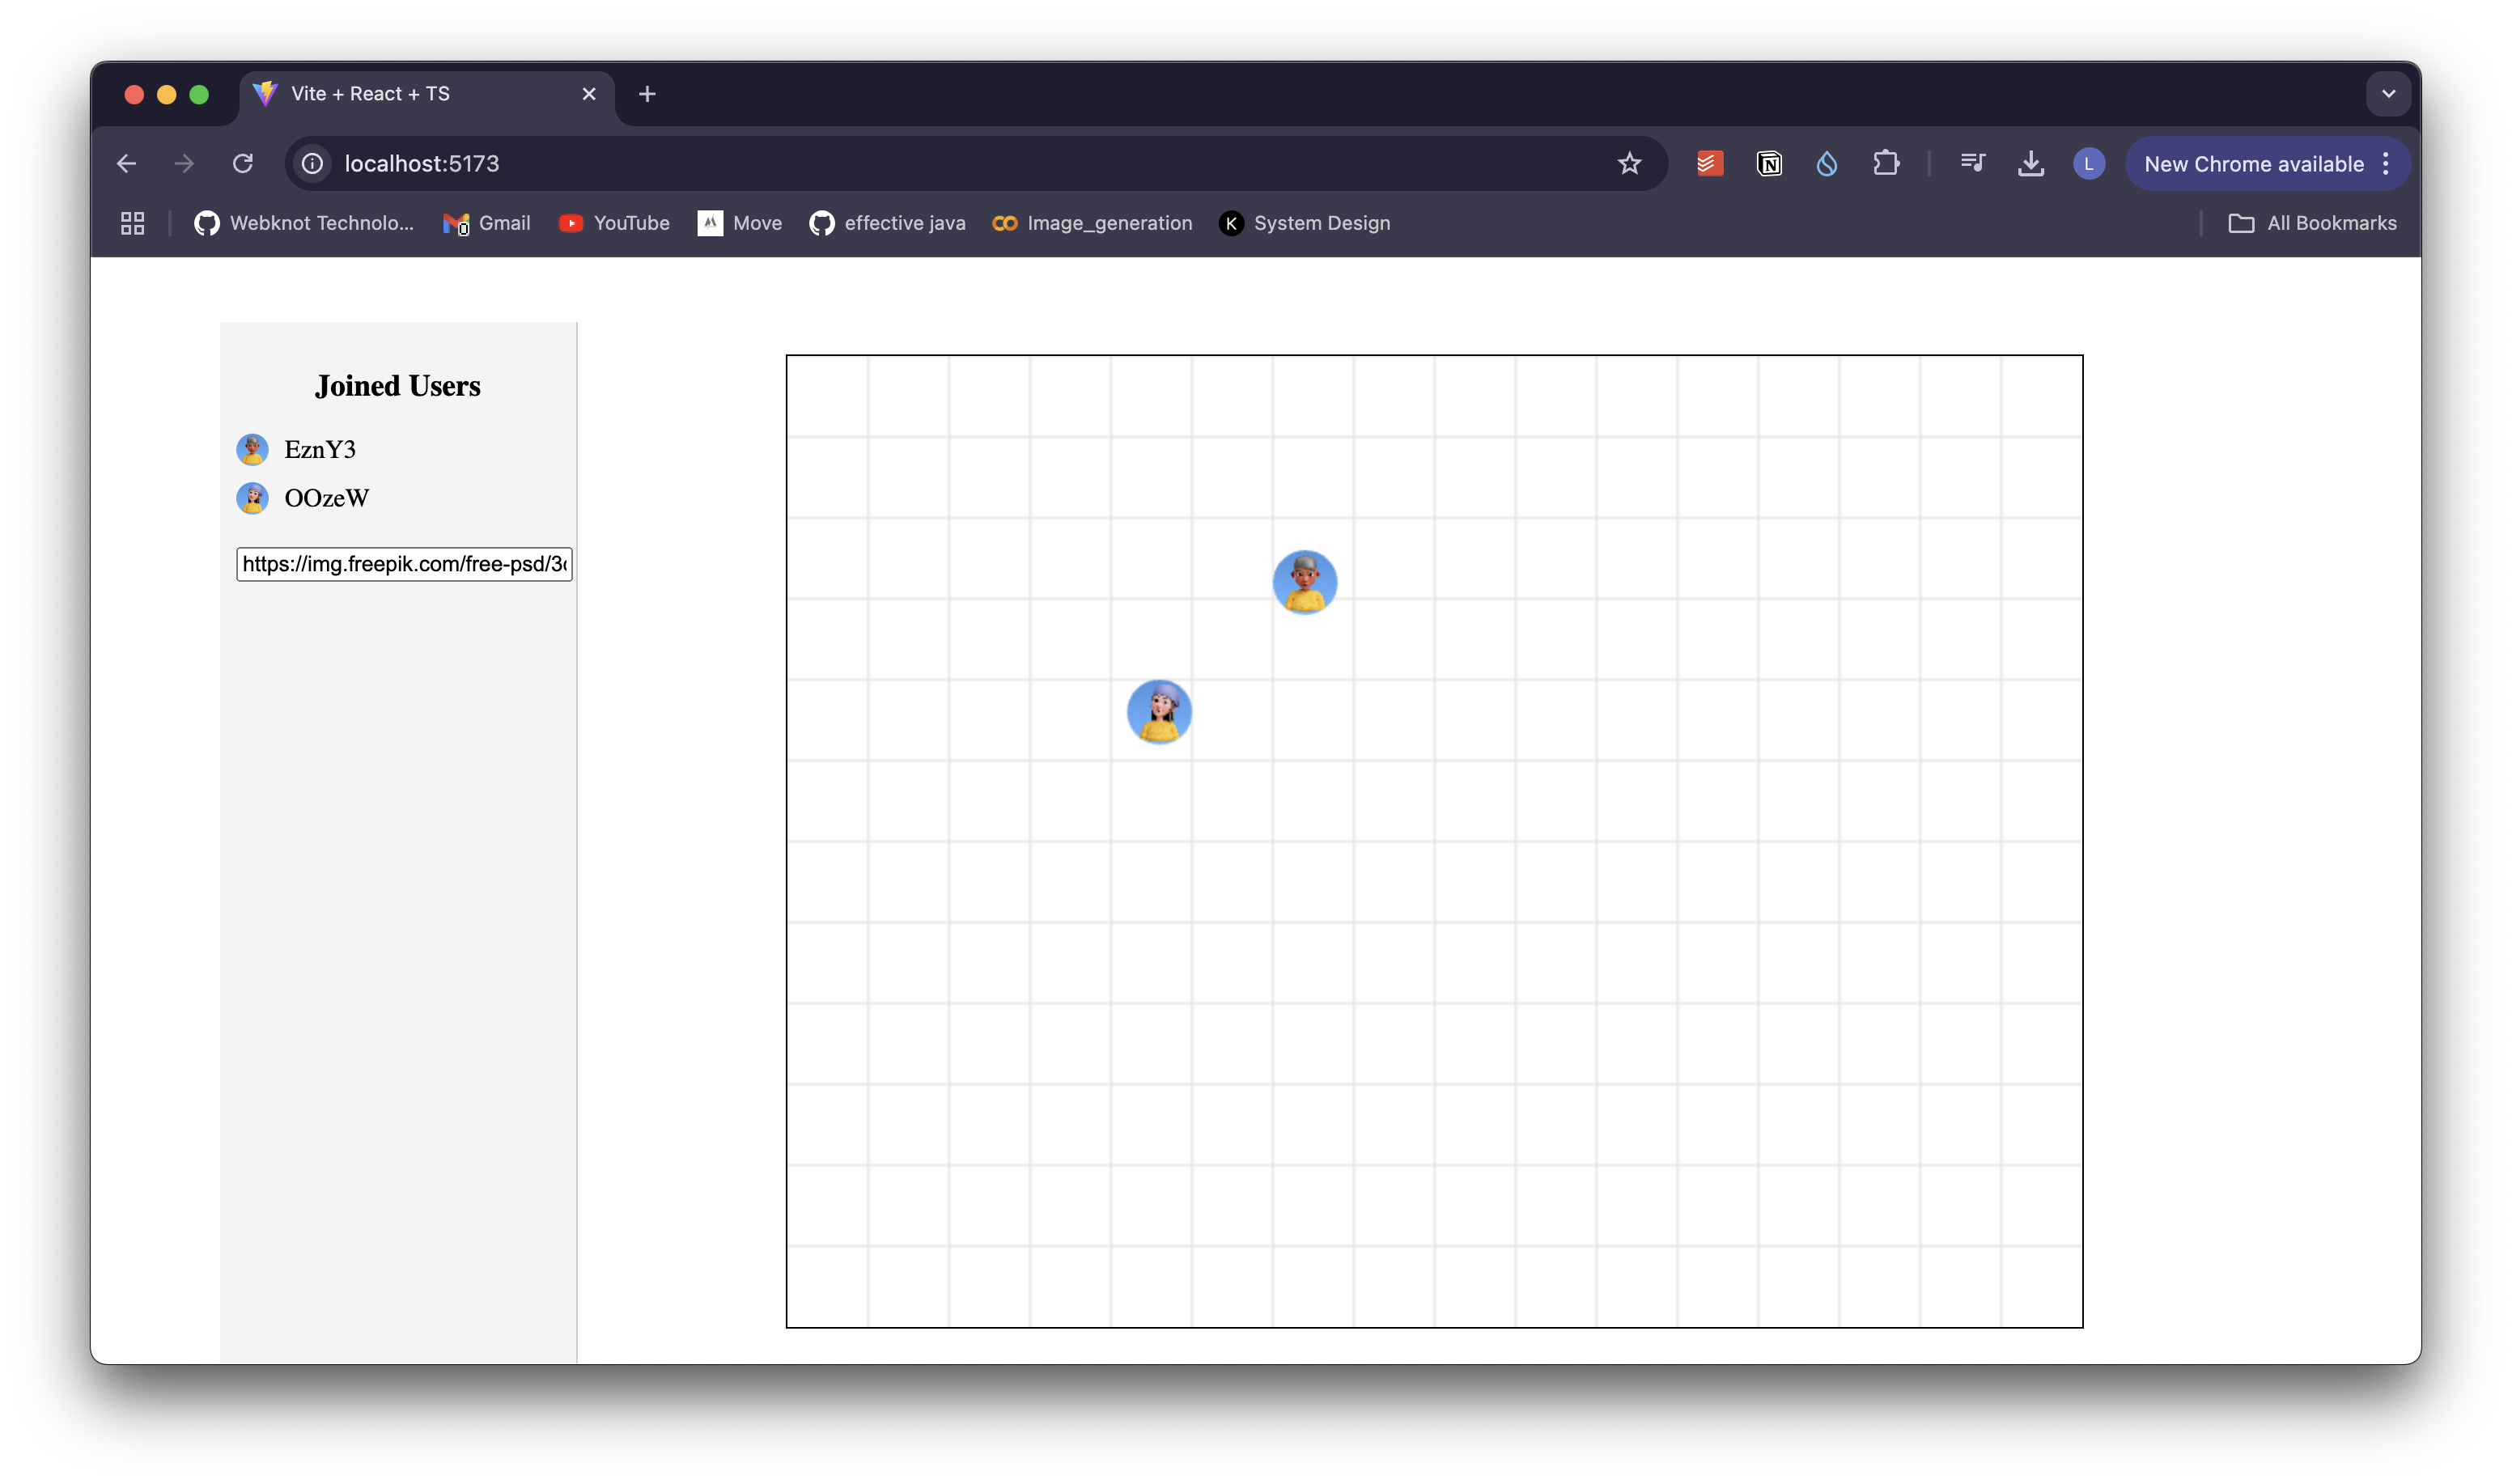 Vite + React + TS
localhost:5173
L
New Chrome available
Webknot Technolo...
Gmail
YouTube
Move
effective java
Image_generation
K
System Design
All Bookmarks
Joined Users
EznY3
OOzeW
https://img.freepik.com/free-psd/3